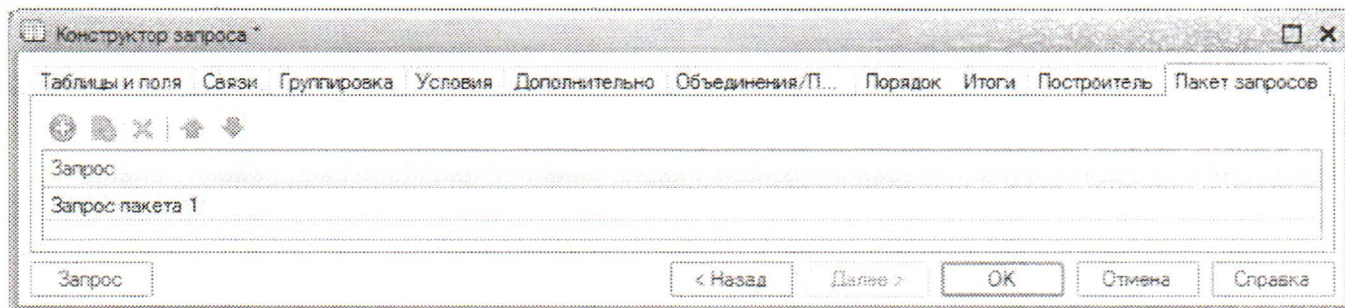 Конструктор запроса *
Таблицы и поля Связи Группировка Условия Дополнительно Объединения/П... Порядок Итоги Построитель Пакет запросов
Запрос
Запрос пакета 1
Запрос < Назад Далее > ОК Отмена Справка